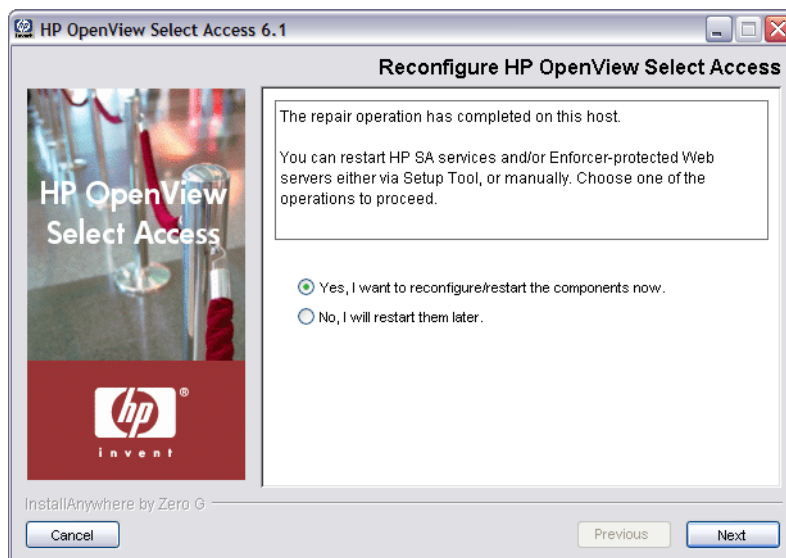 HP OpenView Select Access 6.1
Reconfigure HP OpenView Select Access
HP OpenView
Select Access
hp
®
invent
The repair operation has completed on this host.
You can restart HP SA services and/or Enforcer-protected Web
servers either via Setup Tool, or manually. Choose one of the
operations to proceed.
Yes, I want to reconfigure/restart the components now.
No, I will restart them later.
InstallAnywhere by Zero G
Cancel
Previous
Next